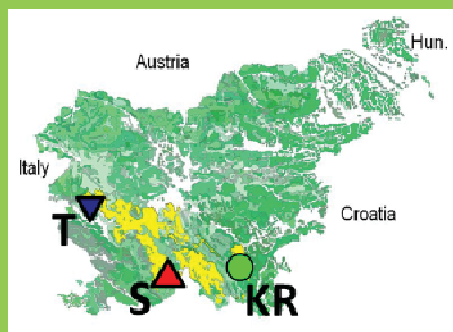 Hun.
Austria
Italy
Croatia
T
S
KR